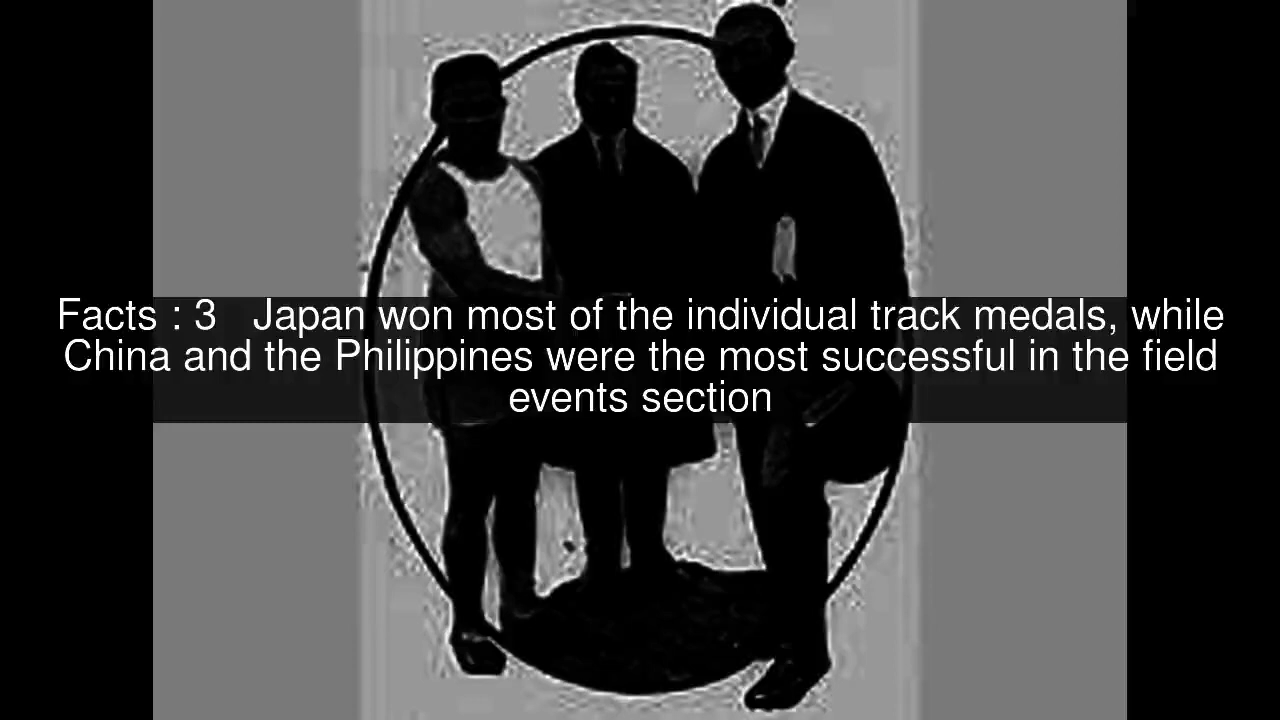 Facts : 3 Japan won most of the individual track medals, while
China and the Philippines were the most successful in the field
events section